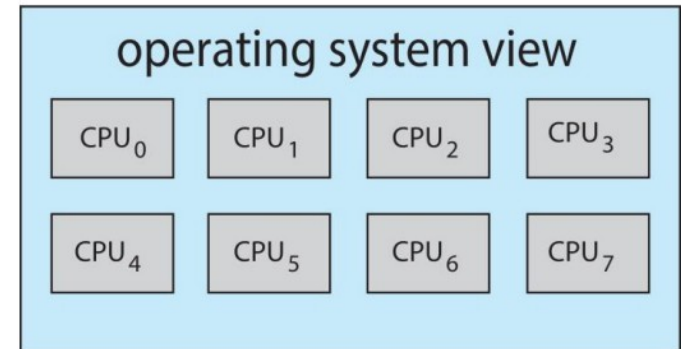 operating system view
CPU₀ CPU₁ CPU₂ CPU₃
CPU₄ CPU₅ CPU₆ CPU₇